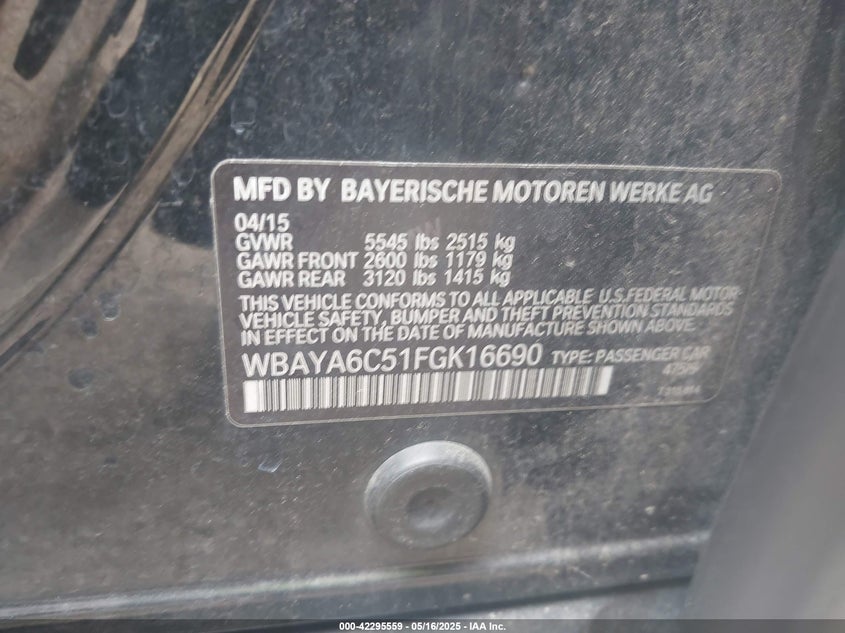 MFD BY BAYERISCHE MOTOREN WERKE AG
04/15
GVWR 5545 lbs 2515 kg
GAWR FRONT 2600 lbs 1179 kg
GAWR REAR 3120 lbs 1415 kg
THIS VEHICLE CONFORMS TO ALL APPLICABLE U.S.FEDERAL MOTOR
VEHICLE SAFETY, BUMPER AND THEFT PREVENTION STANDARDS
IN EFFECT ON THE DATE OF MANUFACTURE SHOWN ABOVE.
WBAYA6C51FGK16690 TYPE: PASSENGER CAR
000-42295559 - 05/16/2025 - IAA Inc.